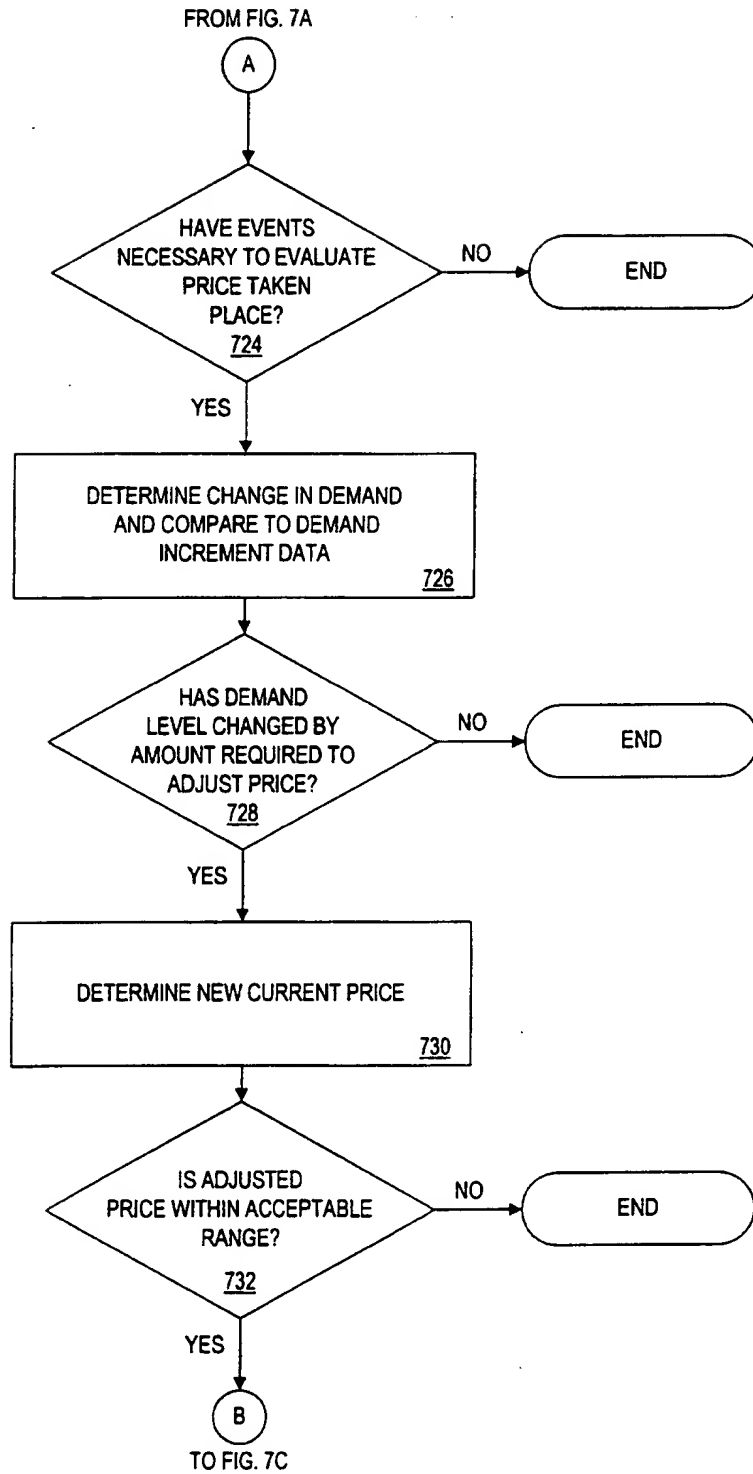 FROM FIG. 7A
A
HAVE EVENTS
NECESSARY TO EVALUATE
PRICE TAKEN
PLACE?
724
NO
END
YES
DETERMINE CHANGE IN DEMAND
AND COMPARE TO DEMAND
INCREMENT DATA
726
HAS DEMAND
LEVEL CHANGED BY
AMOUNT REQUIRED TO
ADJUST PRICE?
728
NO
END
YES
DETERMINE NEW CURRENT PRICE
730
IS ADJUSTED
PRICE WITHIN ACCEPTABLE
RANGE?
732
NO
END
YES
B
TO FIG. 7C